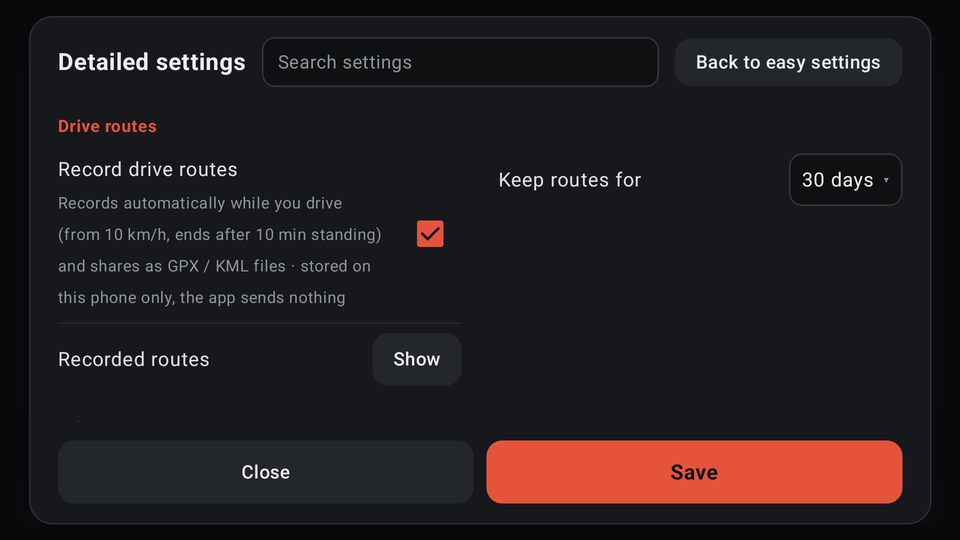 Detailed settings
Search settings
Back to easy settings
Drive routes
Record drive routes
Records automatically while you drive
(from 10 km/h, ends after 10 min standing)
and shares as GPX / KML files · stored on
this phone only, the app sends nothing
Keep routes for
30 days
Recorded routes
Show
Close
Save